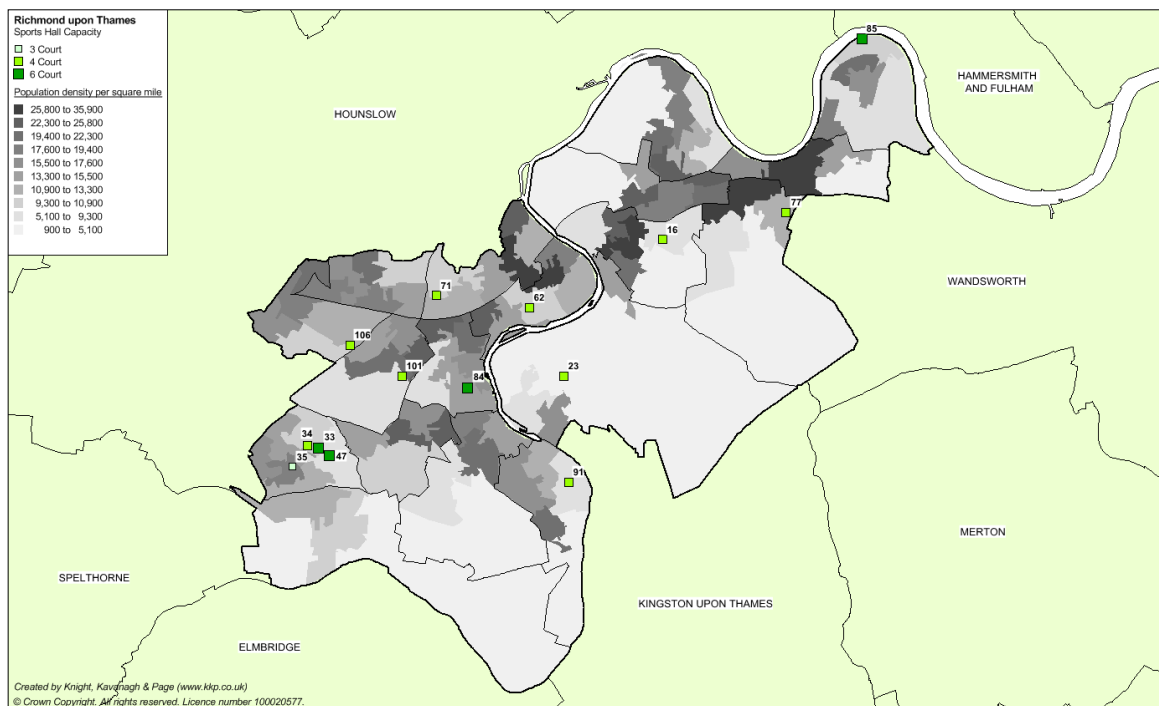 Richmond upon Thames
Sports Hall Capacity
3 Court
4 Court
6 Court
Population density per square mile
25,800 to 35,900
22,300 to 25,800
19,400 to 22,300
17,600 to 19,400
15,500 to 17,600
13,300 to 15,500
10,900 to 13,300
9,300 to 10,900
5,100 to 9,300
900 to 5,100
85
HAMMERSMITH
AND FULHAM
HOUNSLOW
77
16
WANDSWORTH
71
62
106
101
84
23
34
33
35
47
91
MERTON
SPELTHORNE
KINGSTON UPON THAMES
ELMBRIDGE
Created by Knight, Kavanagh & Page (www.kkp.co.uk)
© Crown Copyright. All rights reserved. Licence number 100020577.